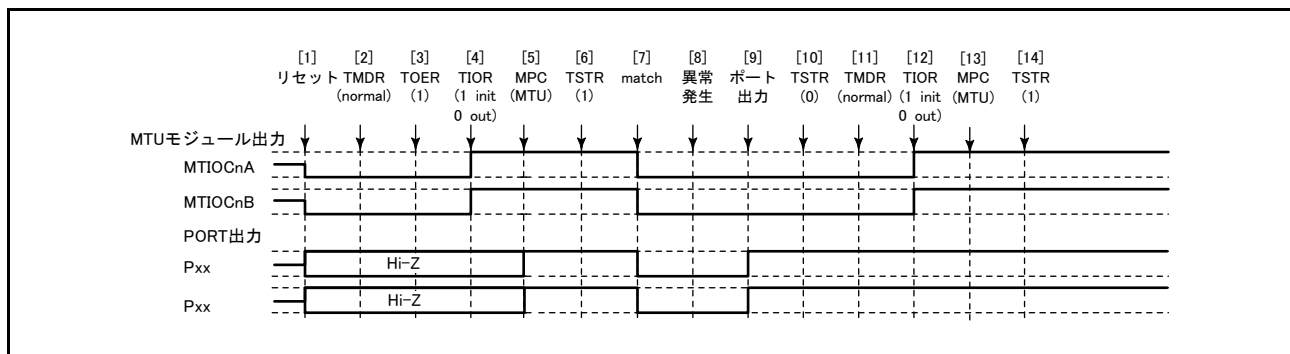 [1] [2] [3] [4] [5] [6] [7] [8] [9] [10] [11] [12] [13] [14]
リセット TMDR TOER TIOR MPC TSTR match 異常 ポート TSTR TMDR TIOR MPC TSTR
(normal) (1) (1 init (MTU) (1) 発生 出力 (0) (normal) (1 init (MTU) (1)
0 out) 0 out)
MTUモジュール出力
MTIOCnA
MTIOCnB
PORT出力
Pxx Hi-Z
Pxx Hi-Z